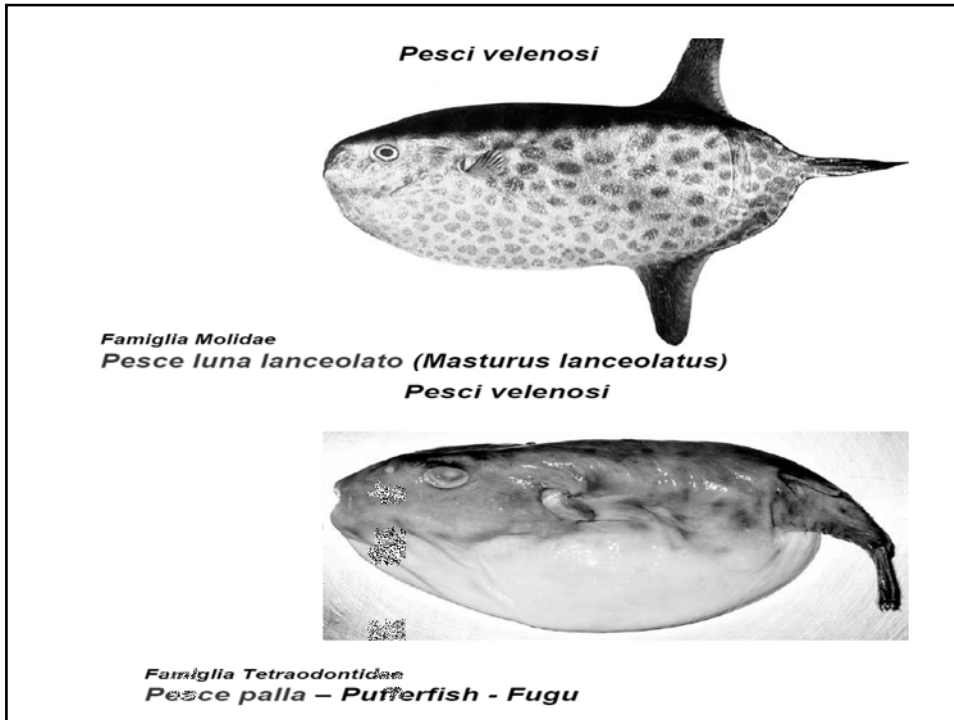 Pesci velenosi
Famiglia Molidae
Pesce luna lanceolato (Masturus lanceolatus)
Pesci velenosi
Famiglia Tetraodontidae
Pesce palla – Pufferfish - Fugu